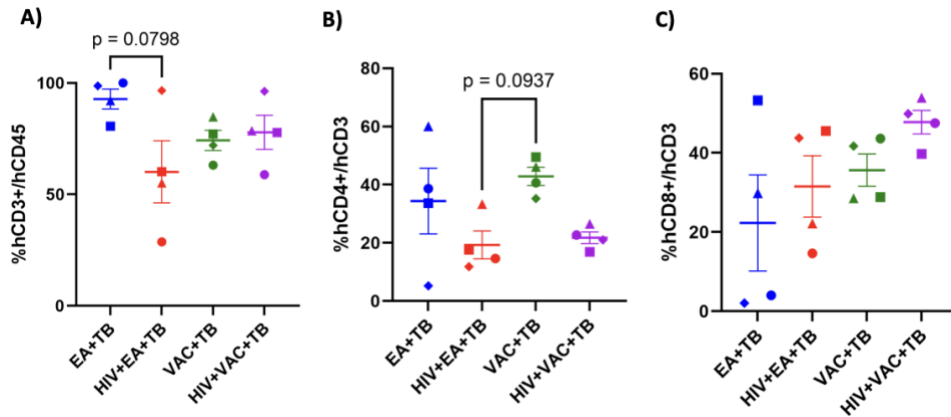 A)
p = 0.0798
%hCD3+/hCD45
100
50
0
EA+TB
HIV+EA+TB
VAC+TB
HIV+VAC+TB
B)
p = 0.0937
%hCD4+/hCD3
80
60
40
20
0
EA+TB
HIV+EA+TB
VAC+TB
HIV+VAC+TB
C)
%hCD8+/hCD3
60
40
20
0
EA+TB
HIV+EA+TB
VAC+TB
HIV+VAC+TB